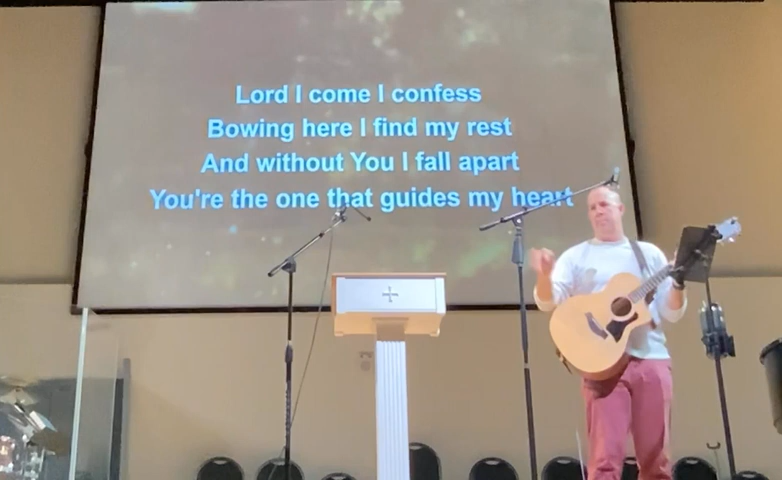 Lord I come I confess
Bowing here I find my rest
And without You I fall apart
You're the one that guides my heart